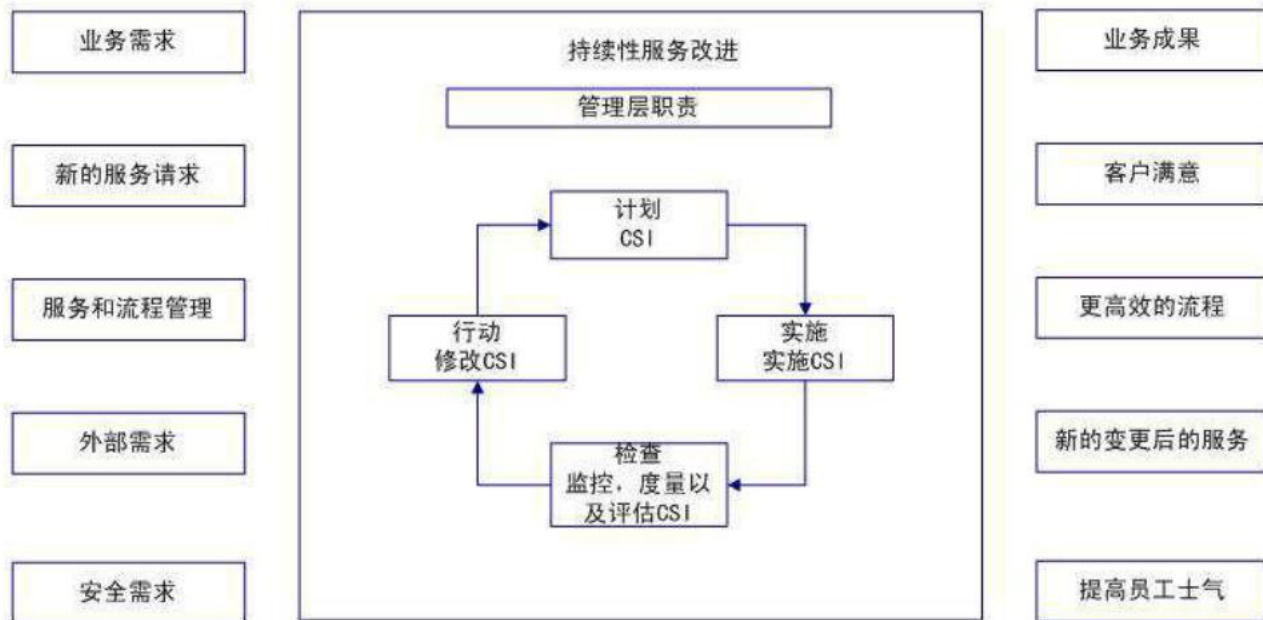 业务需求
新的服务请求
服务和流程管理
外部需求
安全需求
持续性服务改进
管理层职责
计划
CSI
实施
实施CSI
检查
监控，度量以
及评估CSI
行动
修改CSI
业务成果
客户满意
更高效的流程
新的变更后的服务
提高员工士气